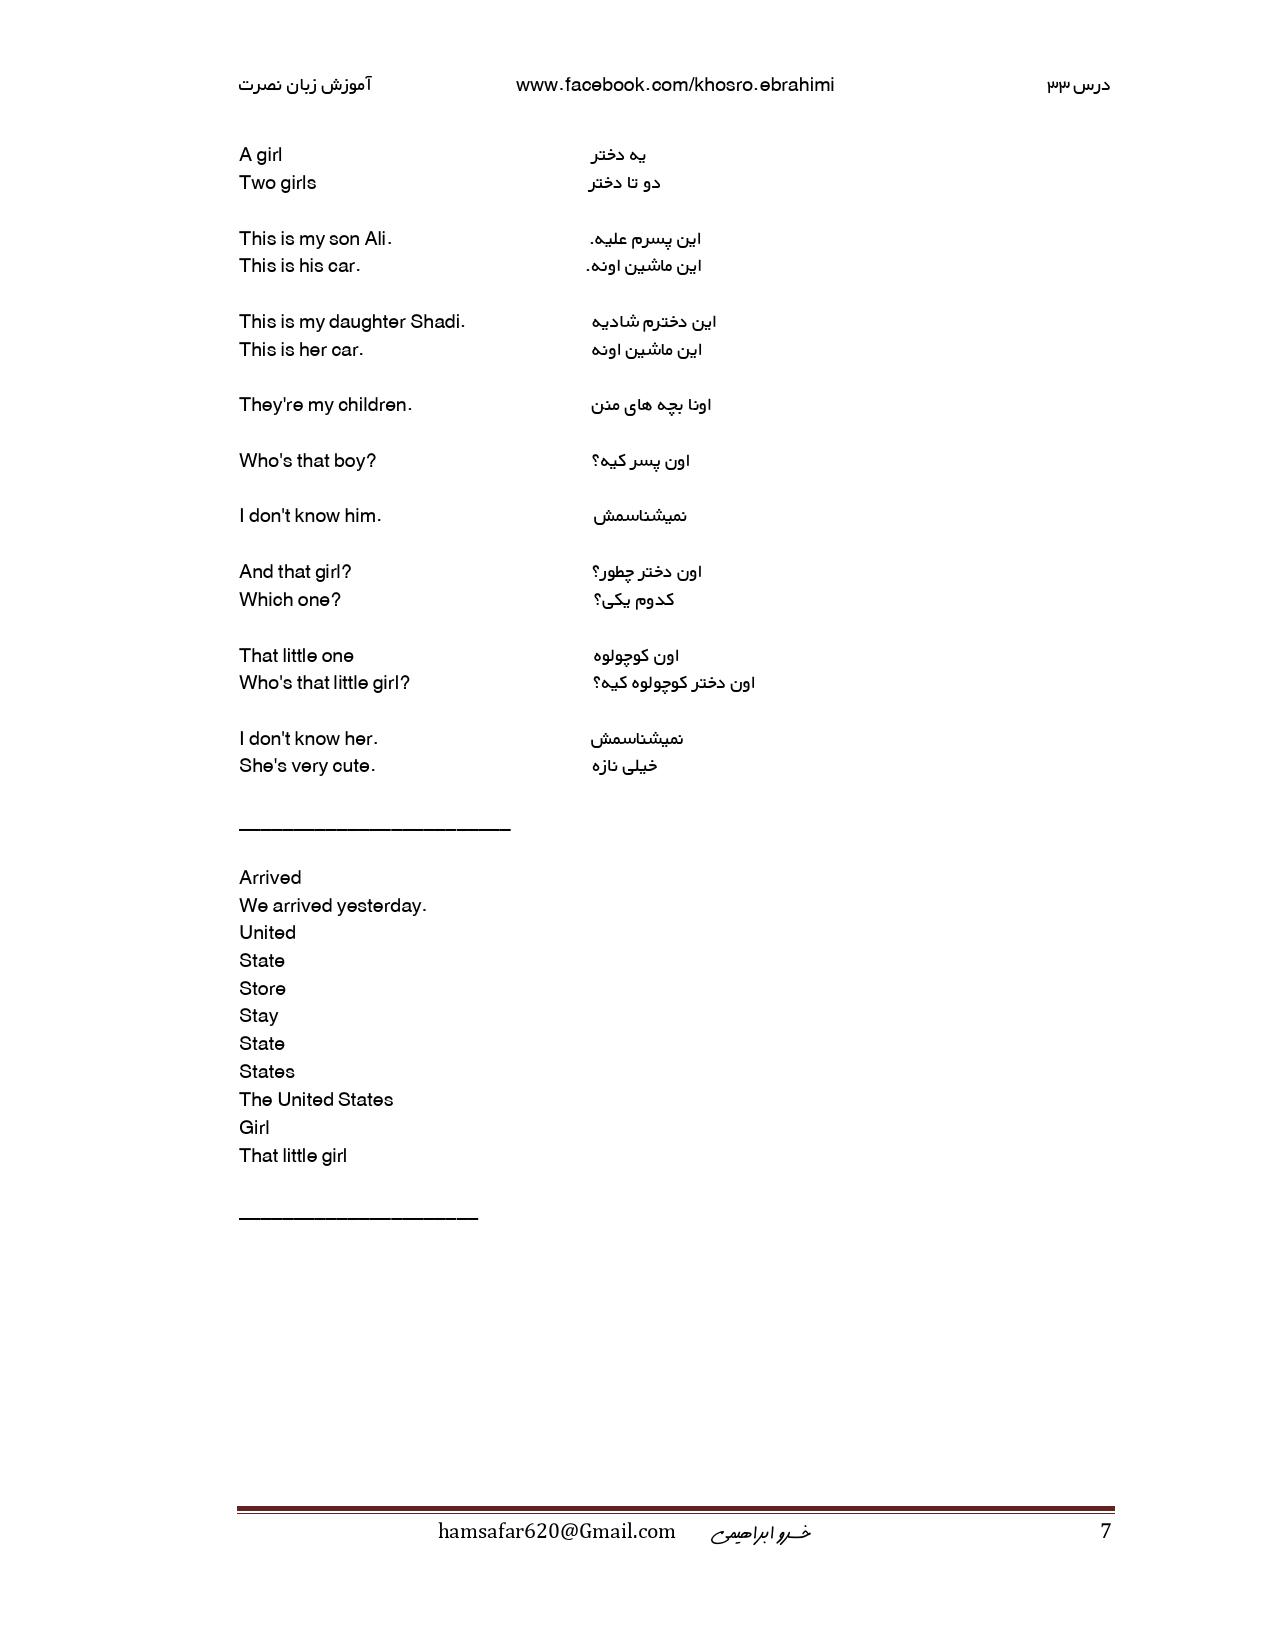 آموزش زبان نصرت www.facebook.com/khosro.ebrahimi درس ۳۳
A girl یه دختر
Two girls دو تا دختر
This is my son Ali. این پسرم علیه.
This is his car. این ماشین اونه.
This is my daughter Shadi. این دخترم شادیه
This is her car. این ماشین اونه
They're my children. اونا بچه های منن
Who's that boy? اون پسر کیه؟
I don't know him. نمیشناسمش
And that girl? اون دختر چطور؟
Which one? کدوم یکی؟
That little one اون کوچولوه
Who's that little girl? اون دختر کوچولوه کیه؟
I don't know her. نمیشناسمش
She's very cute. خیلی نازه
Arrived
We arrived yesterday.
United
State
Store
Stay
State
States
The United States
Girl
That little girl
hamsafar620@Gmail.com خسرو ابراهیمی 7